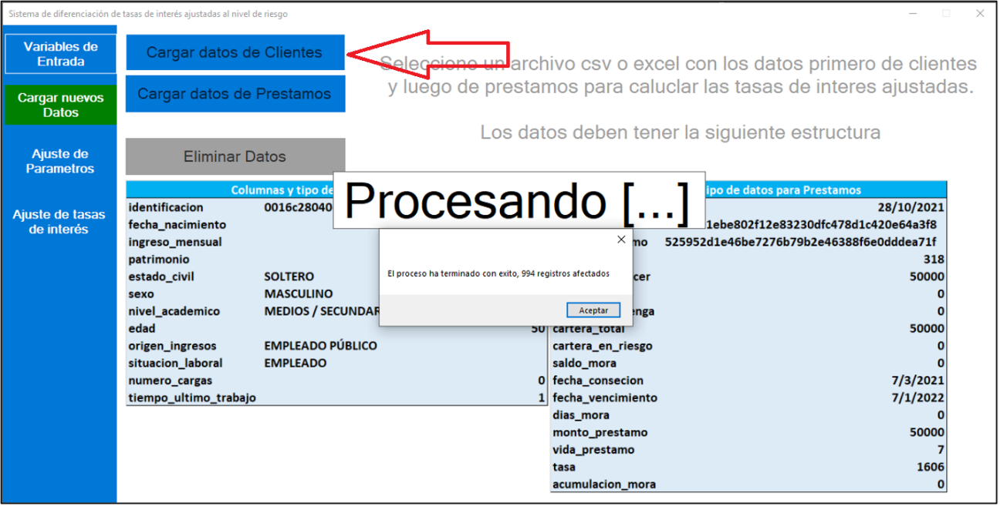 Sistema de diferenciación de tasas de interés ajustadas al nivel de riesgo
Variables de
Entrada
Cargar nuevos
Datos
Ajuste de
Parametros
Ajuste de tasas
de interés
Cargar datos de Clientes
Cargar datos de Prestamos
Eliminar Datos
Seleccione un archivo csv o excel con los datos primero de clientes
y luego de prestamos para caluclar las tasas de interes ajustadas.
Los datos deben tener la siguiente estructura
Procesando [...]
El proceso ha terminado con exito, 994 registros afectados
Aceptar
Columnas y tipo de
identificacion 0016c28040
fecha_nacimiento
ingreso_mensual
patrimonio
estado_civil SOLTERO
sexo MASCULINO
nivel_academico MEDIOS / SECUNDAR
edad 50
origen_ingresos EMPLEADO PÚBLICO
situacion_laboral EMPLEADO
numero_cargas 0
tiempo_ultimo_trabajo 1
ipo de datos para Prestamos
28/10/2021
1ebe802f12e83230dfc478d1c420e64a3f8
mo 525952d1e46be7276b79b2e46388f6e0dddea71f
318
cer 50000
0
enga 0
cartera_total 50000
cartera_en_riesgo 0
saldo_mora 0
fecha_consecion 7/3/2021
fecha_vencimiento 7/1/2022
dias_mora 0
monto_prestamo 50000
vida_prestamo 7
tasa 1606
acumulacion_mora 0